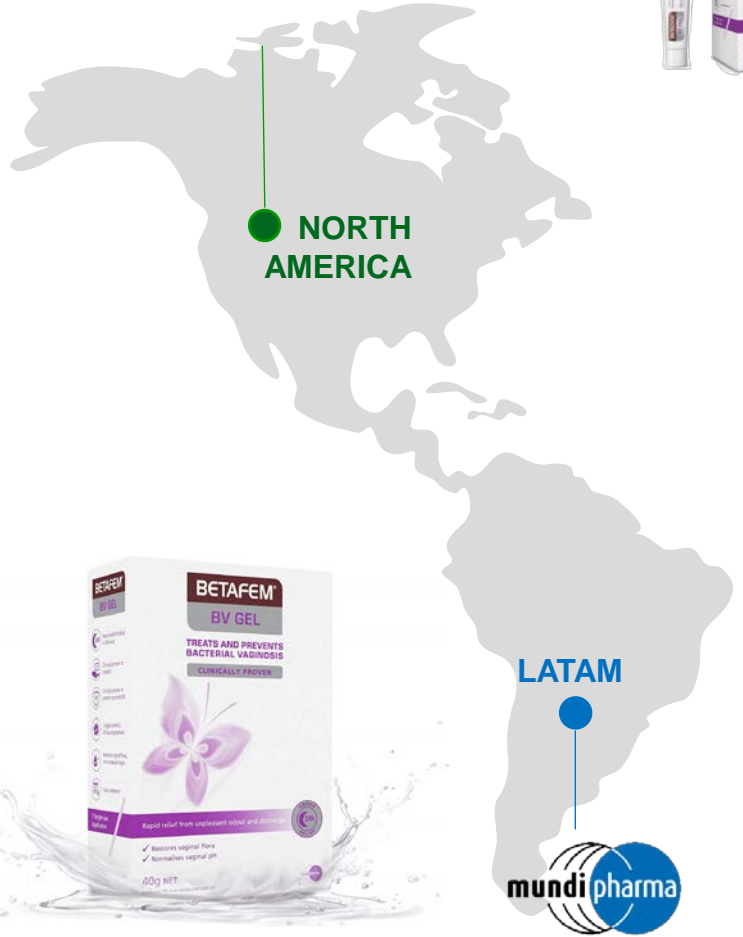 NORTH
AMERICA
LATAM
BETAFEM
BV GEL
BETAFEM®
BV GEL
TREATS AND PREVENTS
BACTERIAL VAGINOSIS
CLINICALLY PROVEN
Rapid relief from unpleasant odour and discharge
✓ Restores vaginal flora
✓ Normalises vaginal pH
40g NET
mundipharma